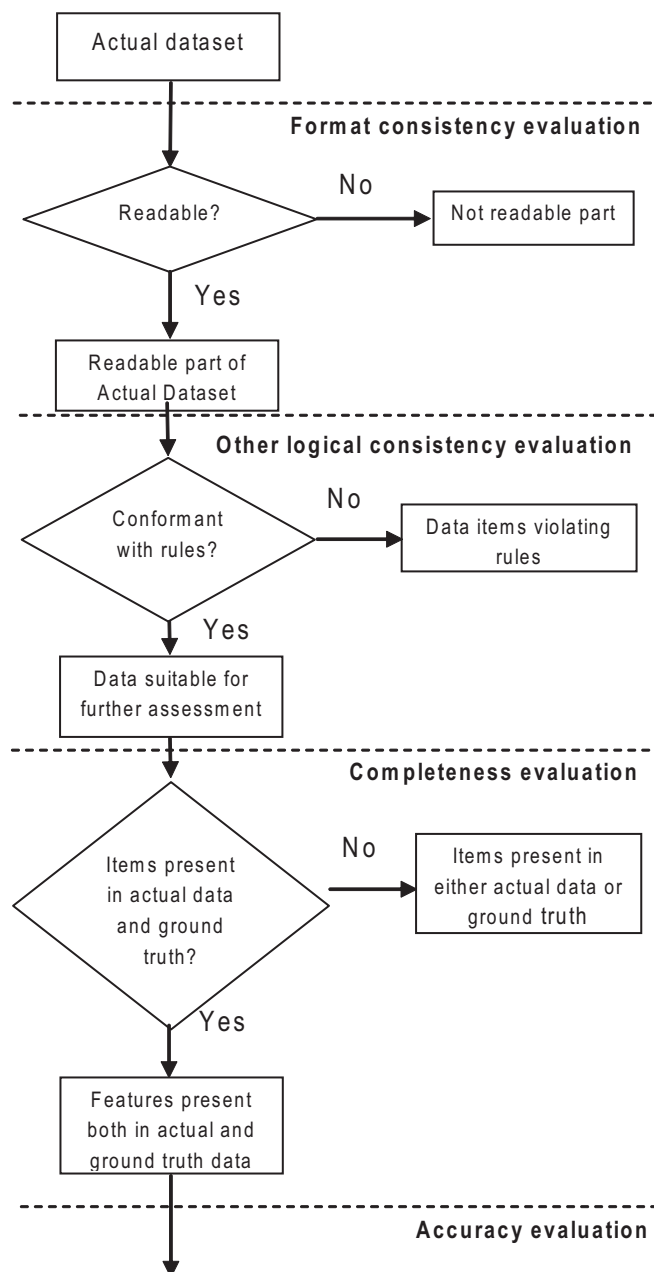 Actual dataset
Format consistency evaluation
No
Readable?
Not readable part
Yes
Readable part of
Actual Dataset
Other logical consistency evaluation
No
Conformant
with rules?
Data items violating
rules
Yes
Data suitable for
further assessment
Completeness evaluation
No
Items present
in actual data
and ground
truth?
Items present in
either actual data or
ground truth
Yes
Features present
both in actual and
ground truth data
Accuracy evaluation